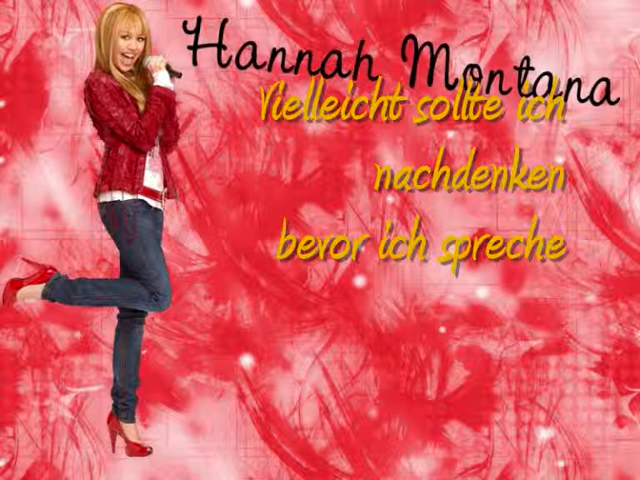 Hannah Montana
Vielleicht sollte ich
nachdenken
bevor ich spreche